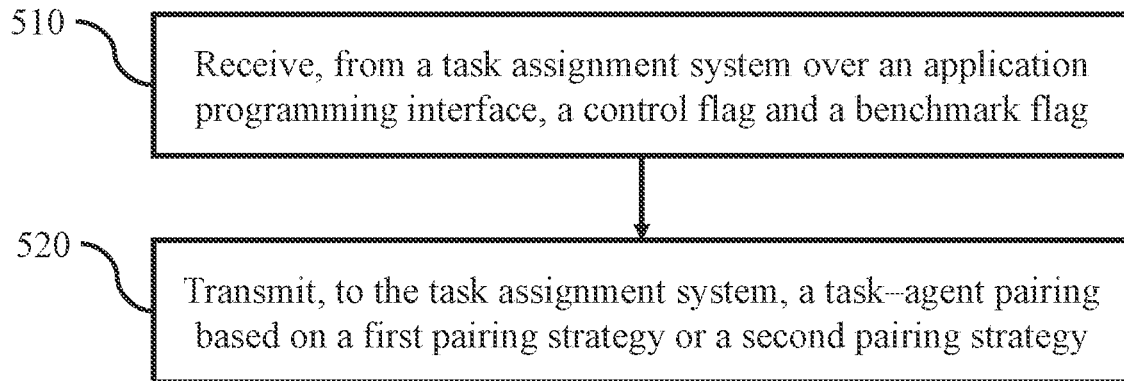 510
Receive, from a task assignment system over an application
programming interface, a control flag and a benchmark flag
520
Transmit, to the task assignment system, a task–agent pairing
based on a first pairing strategy or a second pairing strategy